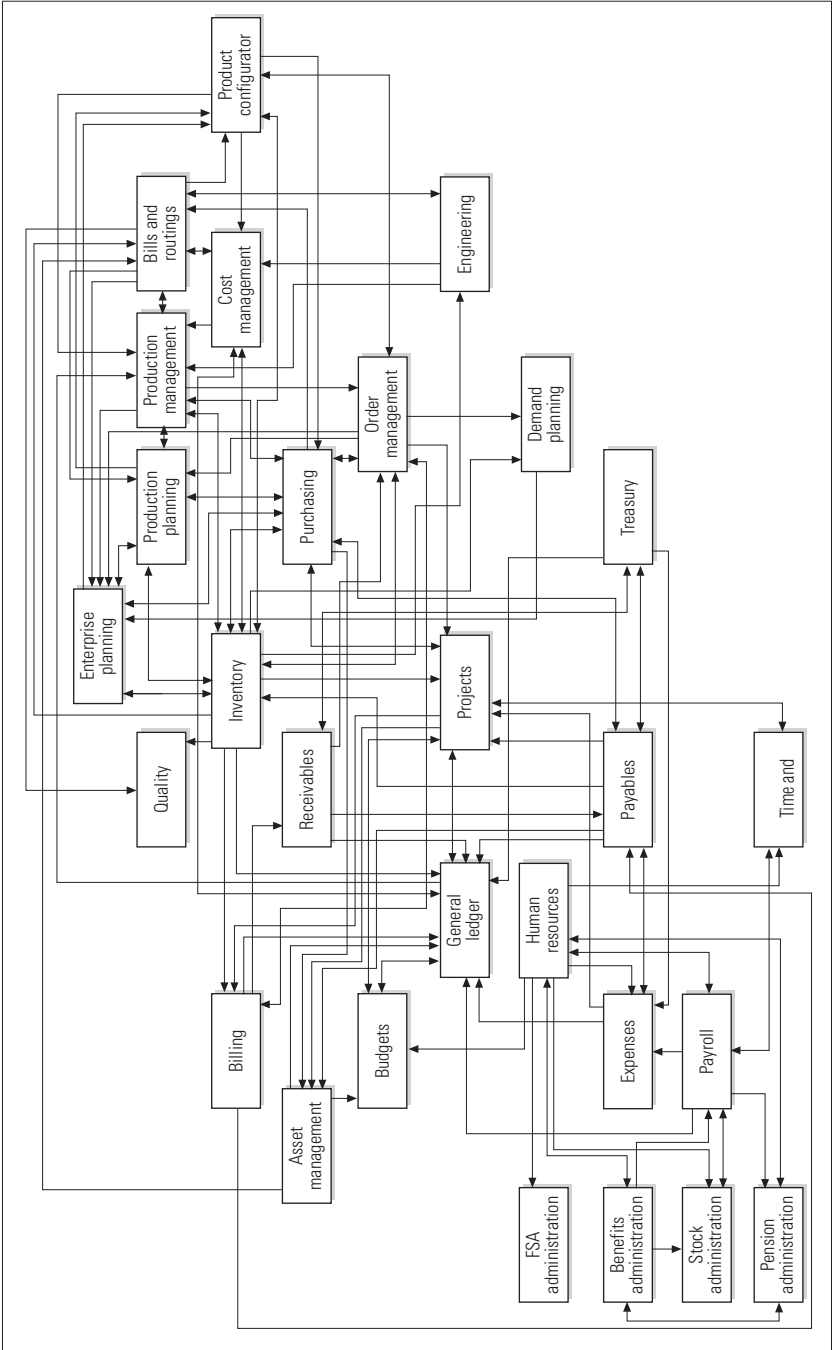 Product
configurator
Bills and
routings
Cost
management
Engineering
Production
management
Order
management
Demand
planning
Production
planning
Purchasing
Treasury
Enterprise
planning
Inventory
Projects
Quality
Receivables
Payables
Time and
General
ledger
Human
resources
Billing
Budgets
Expenses
Payroll
Asset
management
FSA
administration
Benefits
administration
Stock
administration
Pension
administration